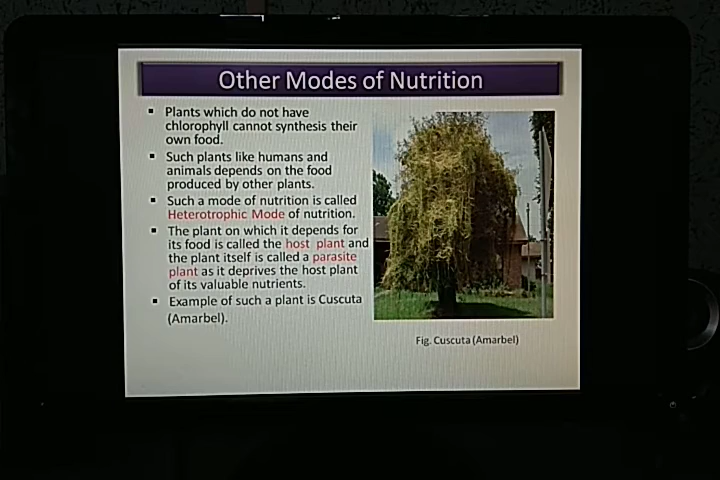 Other Modes of Nutrition
▪ Plants which do not have
chlorophyll cannot synthesis their
own food.
▪ Such plants like humans and
animals depends on the food
produced by other plants.
▪ Such a mode of nutrition is called
Heterotrophic Mode of nutrition.
▪ The plant on which it depends for
its food is called the host plant and
the plant itself is called a parasite
plant as it deprives the host plant
of its valuable nutrients.
▪ Example of such a plant is Cuscuta
(Amarbel).
Fig. Cuscuta (Amarbel)